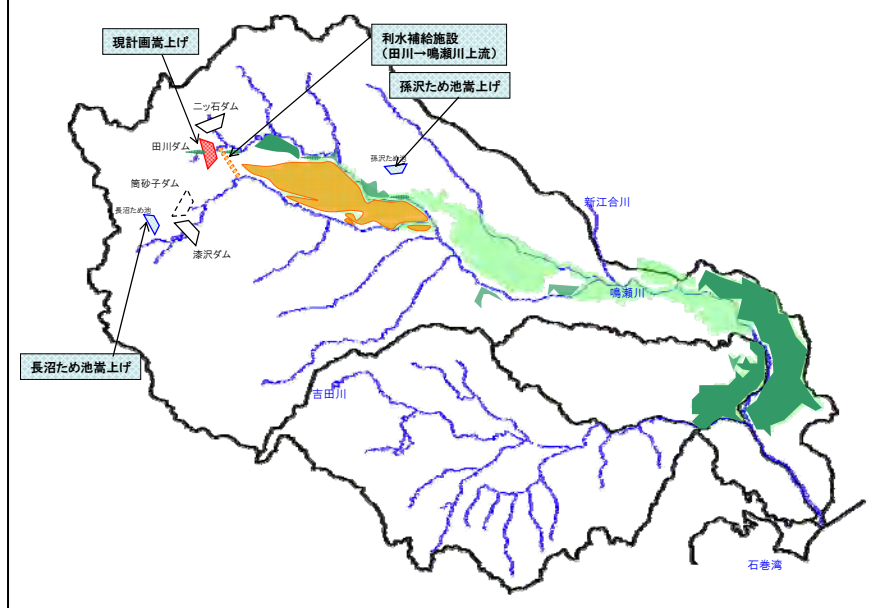 現計画嵩上げ
利水補給施設
（田川→鳴瀬川上流）
孫沢ため池嵩上げ
二ッ石ダム
田川ダム
孫沢ため池
筒砂子ダム
長沼ため池
漆沢ダム
新江合川
鳴瀬川
長沼ため池嵩上げ
吉田川
石巻湾